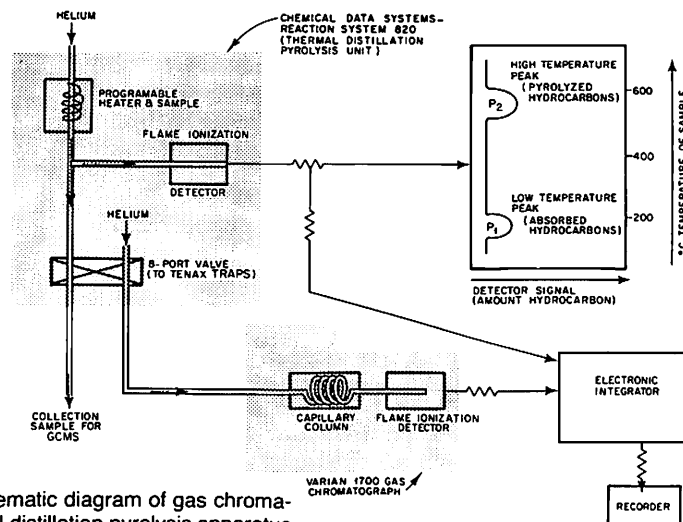 HELIUM
CHEMICAL DATA SYSTEMS-
REACTION SYSTEM 820
(THERMAL DISTILLATION
PYROLYSIS UNIT)
PROGRAMABLE
HEATER & SAMPLE
FLAME IONIZATION
DETECTOR
HELIUM
8-PORT VALVE
(TO TENAX TRAPS)
COLLECTION
SAMPLE FOR
GCMS
HIGH TEMPERATURE
PEAK
(PYROLYZED
HYDROCARBONS)
P2
LOW TEMPERATURE
PEAK
(ABSORBED
HYDROCARBONS)
P1
600
400
200
°C TEMPERATURE OF SAMPLE
DETECTOR SIGNAL
(AMOUNT HYDROCARBON)
CAPILLARY
COLUMN
FLAME IONIZATION
DETECTOR
VARIAN 1700 GAS
CHROMATOGRAPH
ELECTRONIC
INTEGRATOR
RECORDER
ematic diagram of gas chroma-
distillation pyrolysis apparatus